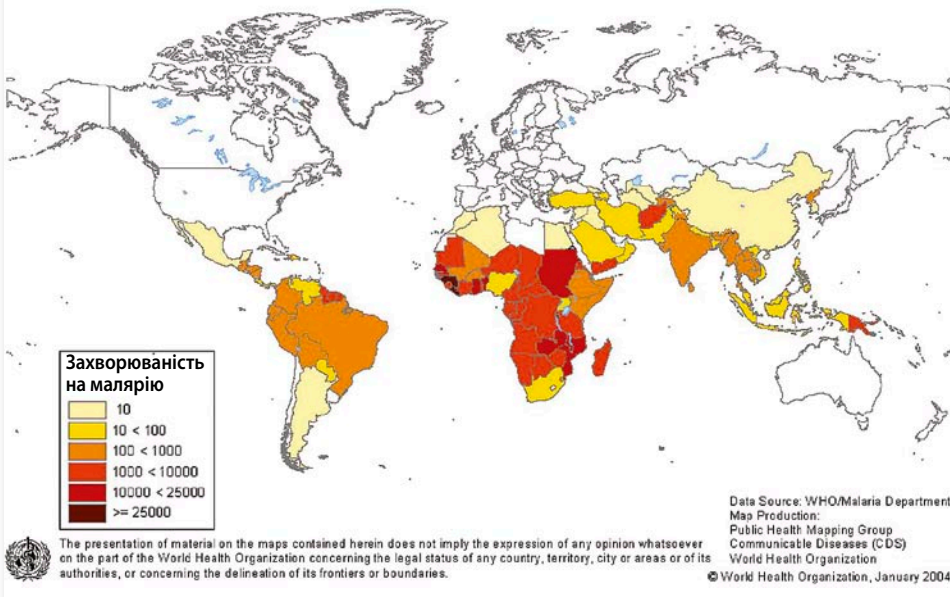 Захворюваність
на малярію
10
10 < 100
100 < 1000
1000 < 10000
10000 < 25000
>= 25000
Data Source: WHO/Malaria Department
Map Production:
Public Health Mapping Group
Communicable Diseases (CDS)
World Health Organization
© World Health Organization, January 2004
The presentation of material on the maps contained herein does not imply the expression of any opinion whatsoever
on the part of the World Health Organization concerning the legal status of any country, territory, city or areas or of its
authorities, or concerning the delineation of its frontiers or boundaries.